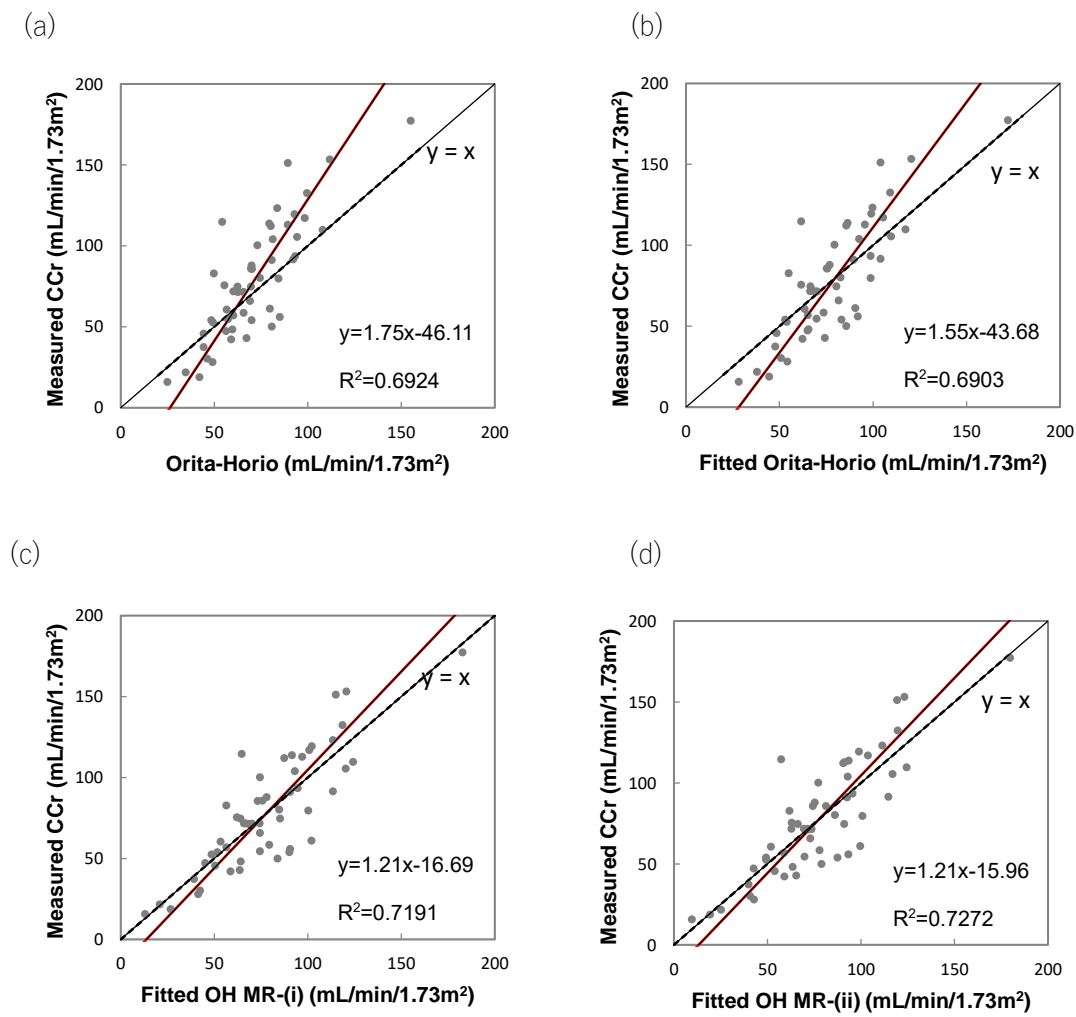 (a)
200
150
100
50
0
0 50 100 150 200
Measured CCr (mL/min/1.73m²)
y = x
y=1.75x-46.11
R²=0.6924
Orita-Horio (mL/min/1.73m²)
(b)
200
150
100
50
0
0 50 100 150 200
Measured CCr (mL/min/1.73m²)
y = x
y=1.55x-43.68
R²=0.6903
Fitted Orita-Horio (mL/min/1.73m²)
(c)
200
150
100
50
0
0 50 100 150 200
Measured CCr (mL/min/1.73m²)
y = x
y=1.21x-16.69
R²=0.7191
Fitted OH MR-(i) (mL/min/1.73m²)
(d)
200
150
100
50
0
0 50 100 150 200
Measured CCr (mL/min/1.73m²)
y = x
y=1.21x-15.96
R²=0.7272
Fitted OH MR-(ii) (mL/min/1.73m²)